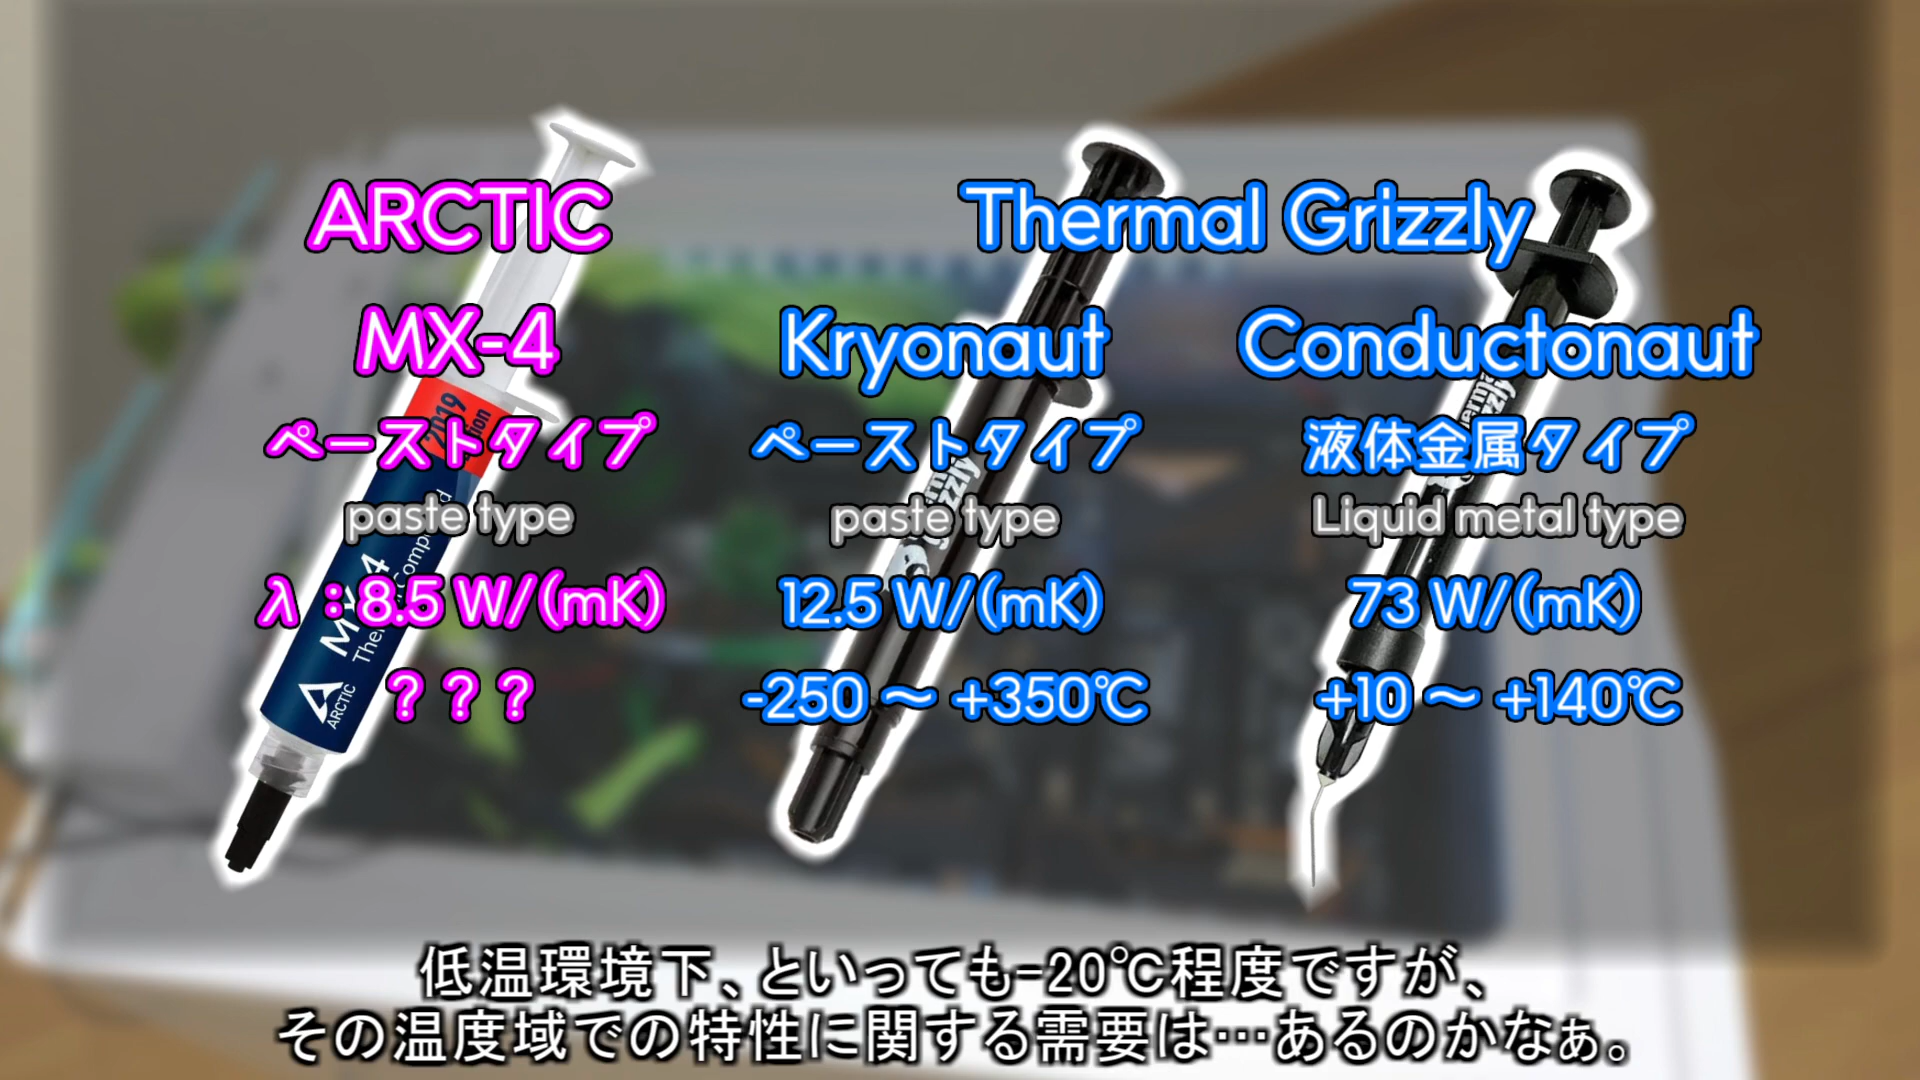 ARCTIC
Thermal Grizzly
MX-4
Kryonaut
Conductonaut
ペーストタイプ
ペーストタイプ
液体金属タイプ
paste type
paste type
Liquid metal type
λ：8.5 W/(mK)
12.5 W/(mK)
73 W/(mK)
？？？
-250 ～ +350℃
+10 ～ +140℃
2019
MX-4
ARCTIC
低温環境下、といっても-20℃程度ですが、
その温度域での特性に関する需要は…あるのかなぁ。